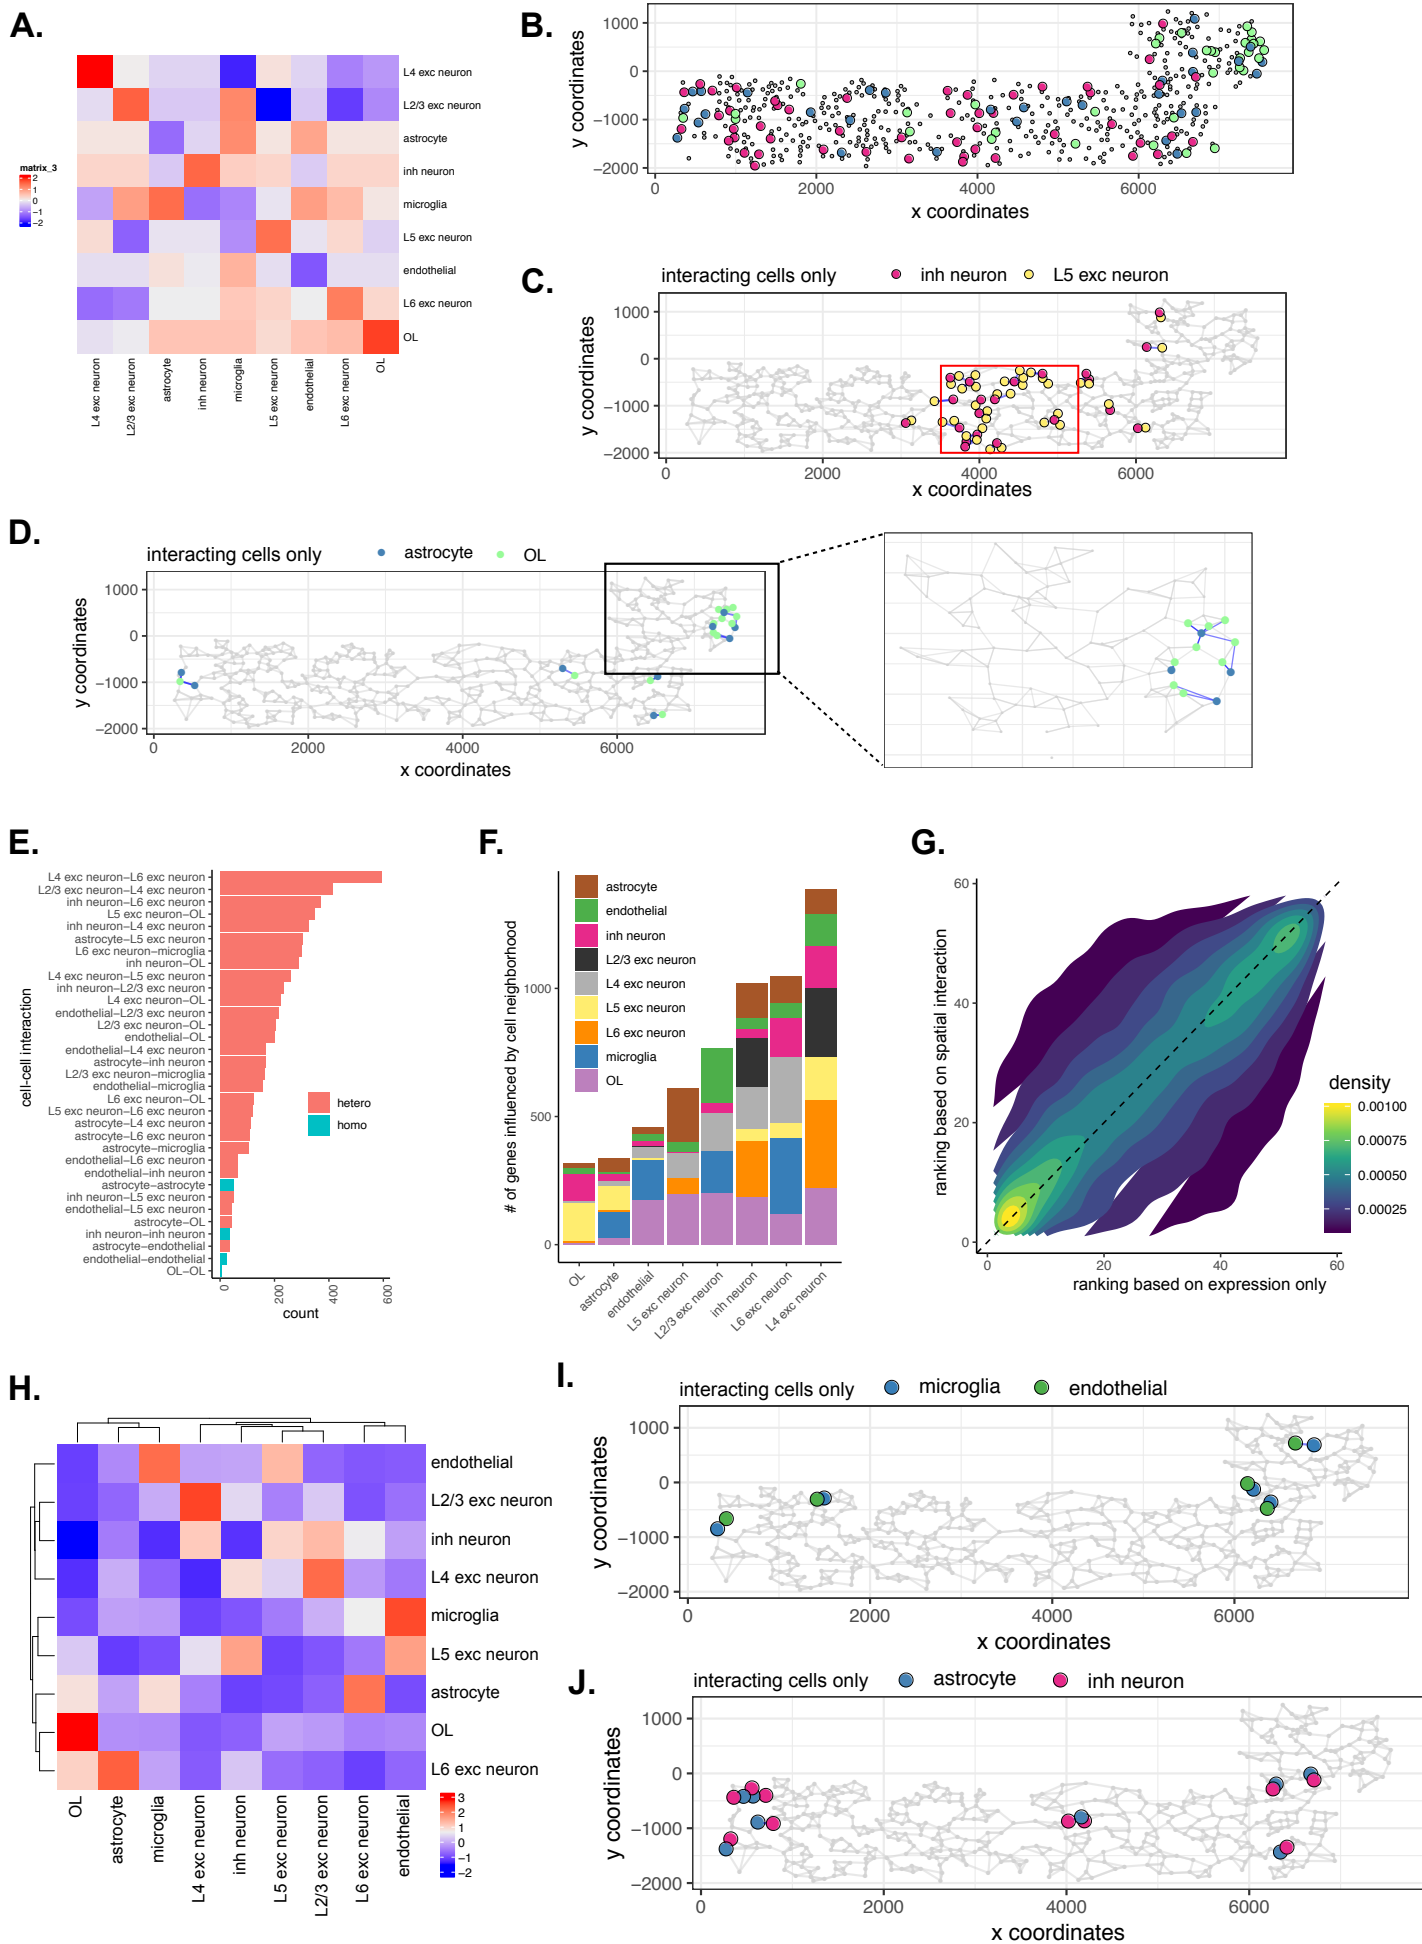 A.
matrix_3
2
1
0
−1
−2
L4 exc neuron
L2/3 exc neuron
astrocyte
inh neuron
microglia
L5 exc neuron
endothelial
L6 exc neuron
OL
L4 exc neuron
L2/3 exc neuron
astrocyte
inh neuron
microglia
L5 exc neuron
endothelial
L6 exc neuron
OL
B.
y coordinates
1000
0
−1000
−2000
0 2000 4000 6000
x coordinates
C.
interacting cells only inh neuron L5 exc neuron
y coordinates
1000
0
−1000
−2000
0 2000 4000 6000
x coordinates
D.
interacting cells only astrocyte OL
y coordinates
1000
0
−1000
−2000
0 2000 4000 6000
x coordinates
E.
cell−cell interaction
L4 exc neuron−L6 exc neuron
L2/3 exc neuron−L4 exc neuron
inh neuron−L6 exc neuron
L5 exc neuron−OL
inh neuron−L4 exc neuron
astrocyte−L5 exc neuron
L6 exc neuron−microglia
inh neuron−OL
L4 exc neuron−L5 exc neuron
inh neuron−L2/3 exc neuron
L4 exc neuron−OL
endothelial−L2/3 exc neuron
L2/3 exc neuron−OL
endothelial−OL
endothelial−L4 exc neuron
astrocyte−inh neuron
L2/3 exc neuron−microglia
endothelial−microglia
L6 exc neuron−OL
L5 exc neuron−L6 exc neuron
astrocyte−L4 exc neuron
astrocyte−L6 exc neuron
astrocyte−microglia
endothelial−L6 exc neuron
endothelial−inh neuron
astrocyte−astrocyte
inh neuron−L5 exc neuron
endothelial−L5 exc neuron
astrocyte−OL
inh neuron−inh neuron
astrocyte−endothelial
endothelial−endothelial
OL−OL
hetero
homo
0 200 400 600
count
F.
# of genes influenced by cell neighborhood
1000
500
0
astrocyte
endothelial
inh neuron
L2/3 exc neuron
L4 exc neuron
L5 exc neuron
L6 exc neuron
microglia
OL
OL
astrocyte
endothelial
L5 exc neuron
L2/3 exc neuron
inh neuron
L6 exc neuron
L4 exc neuron
G.
ranking based on spatial interaction
60
40
20
0
0 20 40 60
ranking based on expression only
density
0.00100
0.00075
0.00050
0.00025
H.
endothelial
L2/3 exc neuron
inh neuron
L4 exc neuron
microglia
L5 exc neuron
astrocyte
OL
L6 exc neuron
OL
astrocyte
microglia
L4 exc neuron
inh neuron
L5 exc neuron
L2/3 exc neuron
L6 exc neuron
endothelial
3
2
1
0
−1
−2
I.
interacting cells only microglia endothelial
y coordinates
1000
0
−1000
−2000
0 2000 4000 6000
x coordinates
J.
interacting cells only astrocyte inh neuron
y coordinates
1000
0
−1000
−2000
0 2000 4000 6000
x coordinates